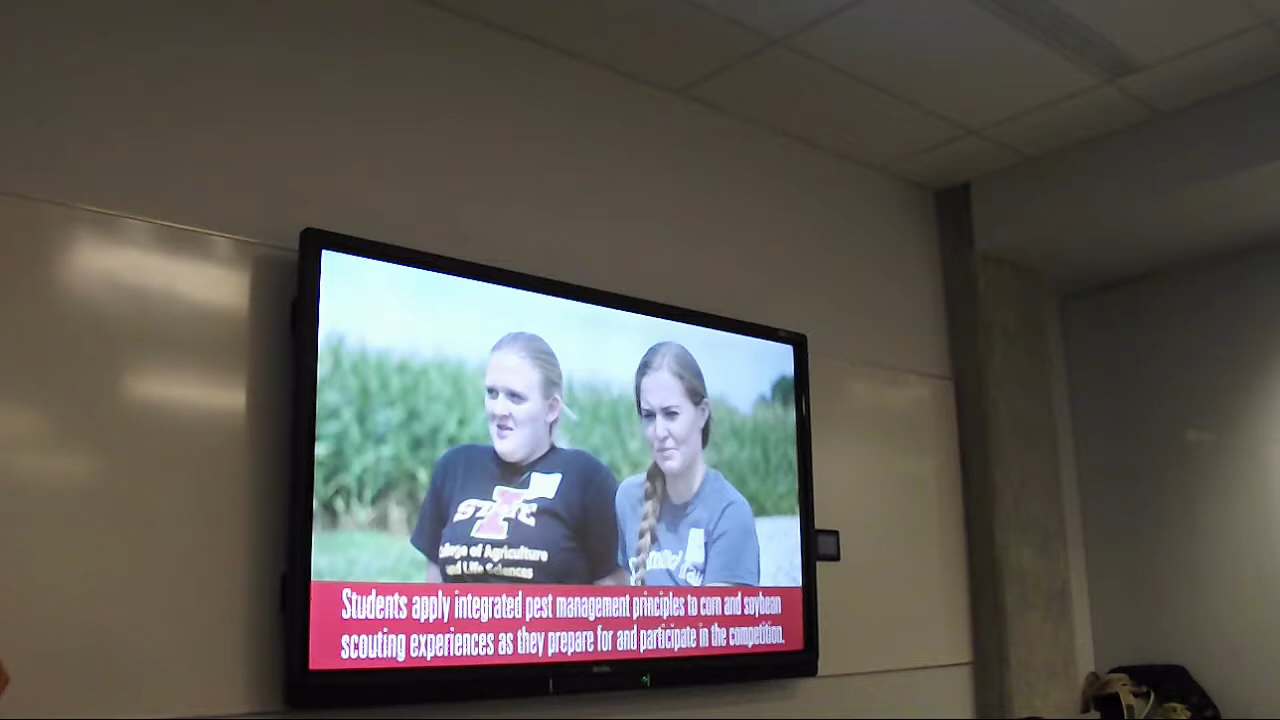 STATE
College of Agriculture
and Life Sciences
Students apply integrated pest management principles to corn and soybean
scouting experiences as they prepare for and participate in the competition.